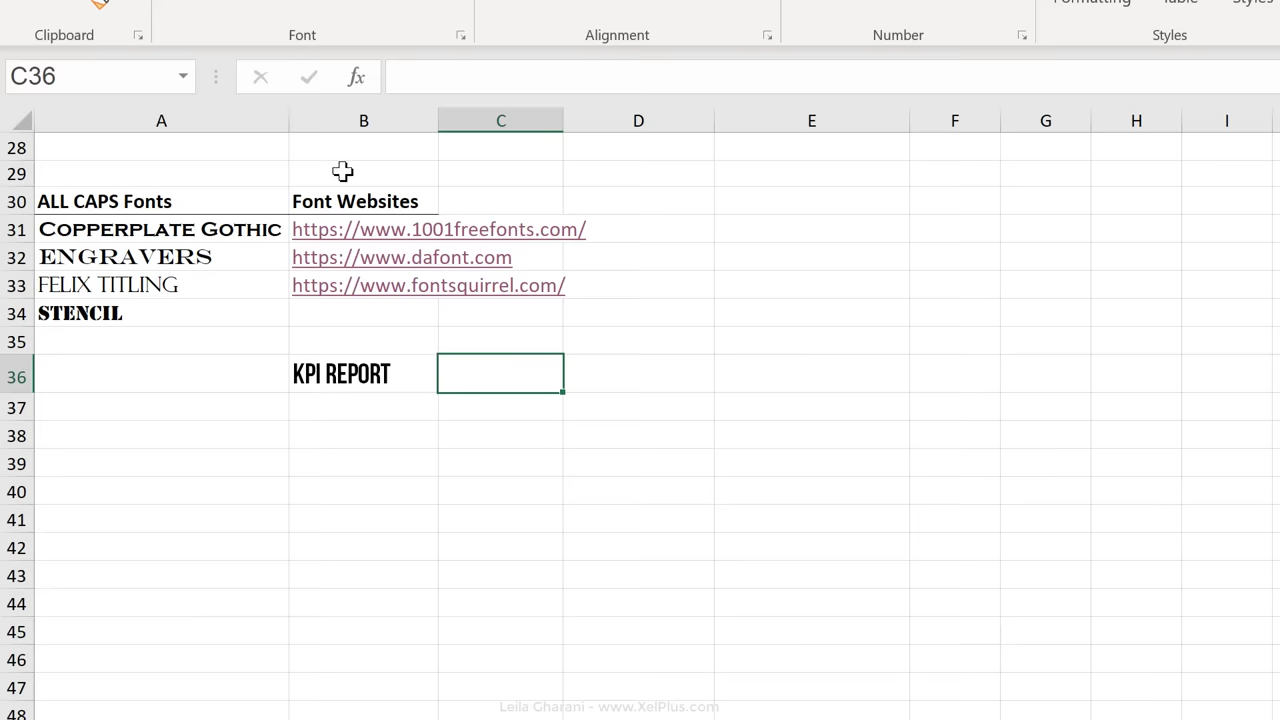 Clipboard Font Alignment Number Styles
C36 fx
A B C D E F G H I
28
29
30 ALL CAPS Fonts Font Websites
31 COPPERPLATE GOTHIC https://www.1001freefonts.com/
32 ENGRAVERS https://www.dafont.com
33 FELIX TITLING https://www.fontsquirrel.com/
34 STENCIL
35
36 KPI REPORT
37
38
39
40
41
42
43
44
45
46
47
48
Leila Gharani - www.XelPlus.com